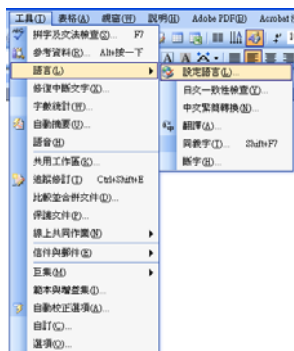 工具(T) 表格(A) 視窗(W) 說明(H) Adobe PDF(B) Acrobat
拼字及文法檢查(S)... F7
參考資料(R)... Alt+按一下
語言(L)
設定語言(L)...
修復中斷文字(X)...
日文一致性檢查(J)...
字數統計(W)...
中文繁簡轉換(N)...
自動摘要(U)...
翻譯(A)...
語音(H)
同義字(T)... Shift+F7
斷字(H)...
共用工作區(K)...
追蹤修訂(T) Ctrl+Shift+E
比較並合併文件(D)...
保護文件(P)...
線上共同作業(N)
信件與郵件(E)
巨集(M)
範本與增益集(I)...
自動校正選項(A)...
自訂(C)...
選項(O)...